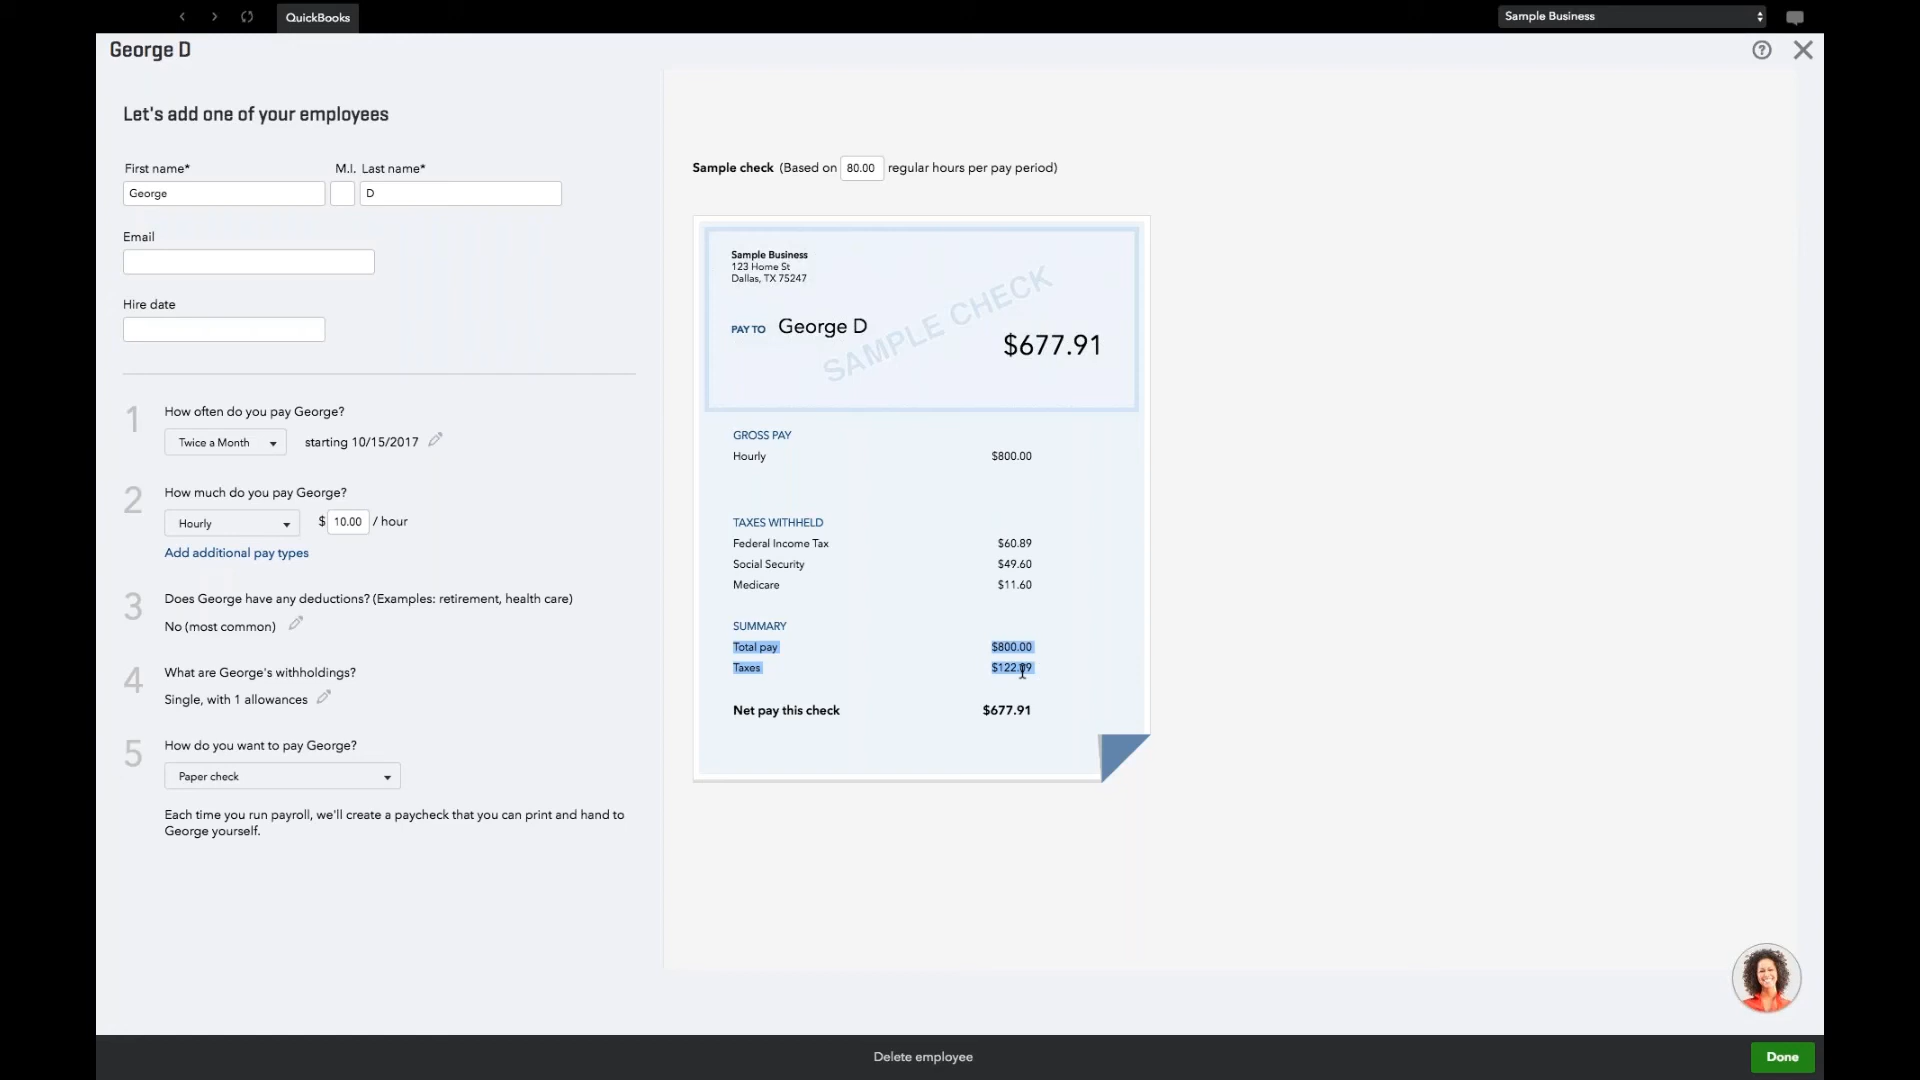 QuickBooks
Sample Business
George D
Let's add one of your employees
First name*
M.I.
Last name*
George
D
Email
Hire date
1
How often do you pay George?
Twice a Month
starting 10/15/2017
2
How much do you pay George?
Hourly
$ 10.00 / hour
Add additional pay types
3
Does George have any deductions? (Examples: retirement, health care)
No (most common)
4
What are George's withholdings?
Single, with 1 allowances
5
How do you want to pay George?
Paper check
Each time you run payroll, we'll create a paycheck that you can print and hand to
George yourself.
Sample check (Based on 80.00 regular hours per pay period)
Sample Business
123 Home St
Dallas, TX 75247
SAMPLE CHECK
PAY TO George D
$677.91
GROSS PAY
Hourly $800.00
TAXES WITHHELD
Federal Income Tax $60.89
Social Security $49.60
Medicare $11.60
SUMMARY
Total pay $800.00
Taxes $122.09
Net pay this check $677.91
Delete employee
Done